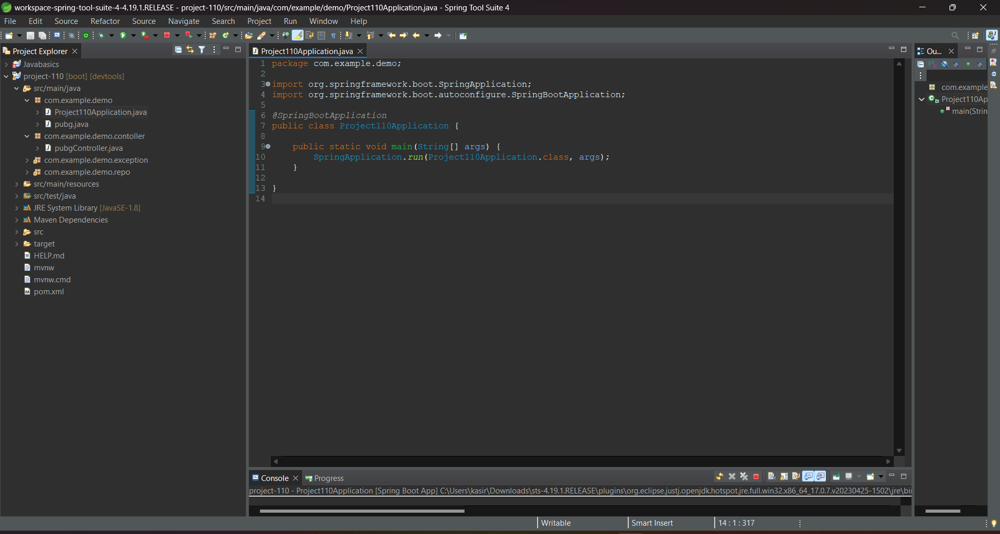 workspace-spring-tool-suite-4-4.19.1.RELEASE - project-110/src/main/java/com/example/demo/Project110Application.java - Spring Tool Suite 4
File Edit Source Refactor Source Navigate Search Project Run Window Help
Project Explorer
Javabasics
project-110 [boot] [devtools]
src/main/java
com.example.demo
Project110Application.java
pubg.java
com.example.demo.contoller
pubgController.java
com.example.demo.exception
com.example.demo.repo
src/main/resources
src/test/java
JRE System Library [JavaSE-1.8]
Maven Dependencies
src
target
HELP.md
mvnw
mvnw.cmd
pom.xml
Project110Application.java
1 package com.example.demo;
2
3 import org.springframework.boot.SpringApplication;
4 import org.springframework.boot.autoconfigure.SpringBootApplication;
5
6 @SpringBootApplication
7 public class Project110Application {
8
9 public static void main(String[] args) {
10 SpringApplication.run(Project110Application.class, args);
11 }
12
13 }
14
Ou...
com.example
Project110Ap
main(Strin
Console Progress
project-110 - Project110Application [Spring Boot App] C:\Users\kasir\Downloads\sts-4.19.1.RELEASE\plugins\org.eclipse.justj.openjdk.hotspot.jre.full.win32.x86_64_17.0.7.v20230425-1502\jre\bi
Writable Smart Insert 14 : 1 : 317